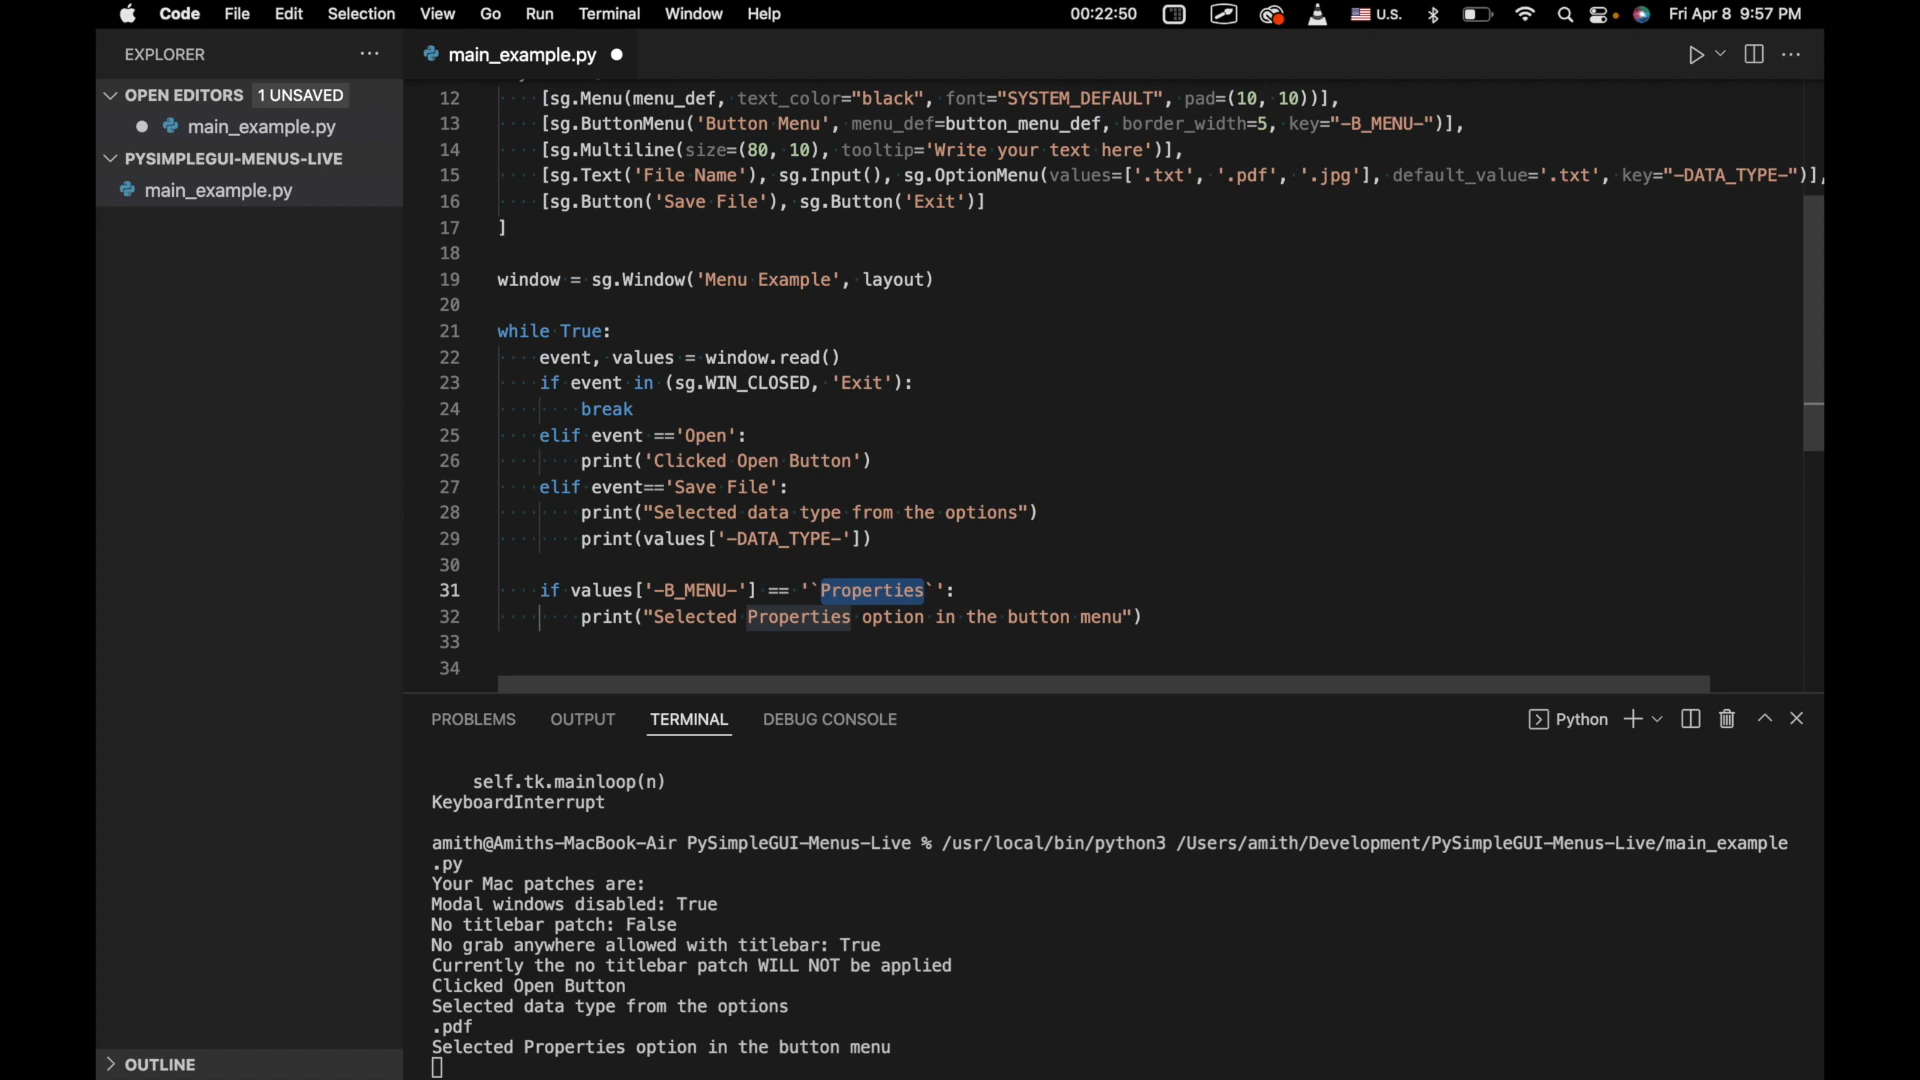 Code File Edit Selection View Go Run Terminal Window Help 00:22:50 U.S. Fri Apr 8 9:57 PM
EXPLORER
main_example.py
OPEN EDITORS 1 UNSAVED
main_example.py
PYSIMPLEGUI-MENUS-LIVE
main_example.py
12 [sg.Menu(menu_def, text_color="black", font="SYSTEM_DEFAULT", pad=(10, 10))],
13 [sg.ButtonMenu('Button Menu', menu_def=button_menu_def, border_width=5, key="-B_MENU-")],
14 [sg.Multiline(size=(80, 10), tooltip='Write your text here')],
15 [sg.Text('File Name'), sg.Input(), sg.OptionMenu(values=['.txt', '.pdf', '.jpg'], default_value='.txt', key="-DATA_TYPE-")],
16 [sg.Button('Save File'), sg.Button('Exit')]
17 ]
18
19 window = sg.Window('Menu Example', layout)
20
21 while True:
22 event, values = window.read()
23 if event in (sg.WIN_CLOSED, 'Exit'):
24 break
25 elif event =='Open':
26 print('Clicked Open Button')
27 elif event=='Save File':
28 print("Selected data type from the options")
29 print(values['-DATA_TYPE-'])
30
31 if values['-B_MENU-'] == '`Properties`':
32 print("Selected Properties option in the button menu")
33
34
PROBLEMS OUTPUT TERMINAL DEBUG CONSOLE
Python
self.tk.mainloop(n)
KeyboardInterrupt
amith@Amiths-MacBook-Air PySimpleGUI-Menus-Live % /usr/local/bin/python3 /Users/amith/Development/PySimpleGUI-Menus-Live/main_example
.py
Your Mac patches are:
Modal windows disabled: True
No titlebar patch: False
No grab anywhere allowed with titlebar: True
Currently the no titlebar patch WILL NOT be applied
Clicked Open Button
Selected data type from the options
.pdf
Selected Properties option in the button menu
OUTLINE